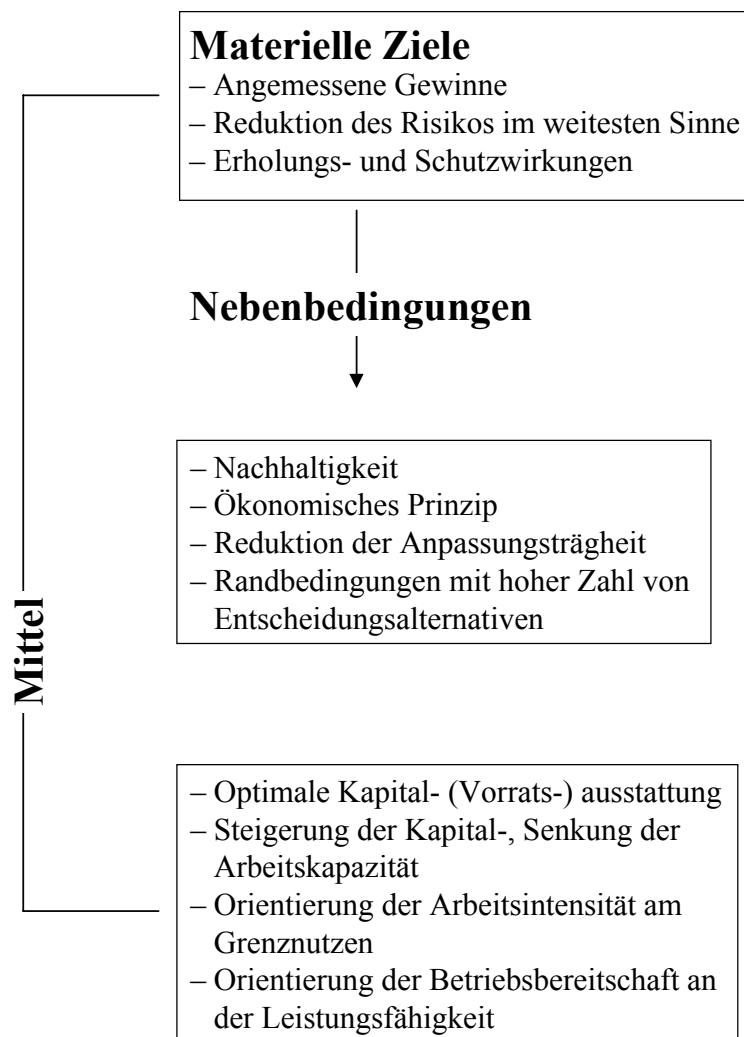 Materielle Ziele
– Angemessene Gewinne
– Reduktion des Risikos im weitesten Sinne
– Erholungs- und Schutzwirkungen
Nebenbedingungen
– Nachhaltigkeit
– Ökonomisches Prinzip
– Reduktion der Anpassungsträgheit
– Randbedingungen mit hoher Zahl von
Entscheidungsalternativen
Mittel
– Optimale Kapital- (Vorrats-) ausstattung
– Steigerung der Kapital-, Senkung der
Arbeitskapazität
– Orientierung der Arbeitsintensität am
Grenznutzen
– Orientierung der Betriebsbereitschaft an
der Leistungsfähigkeit